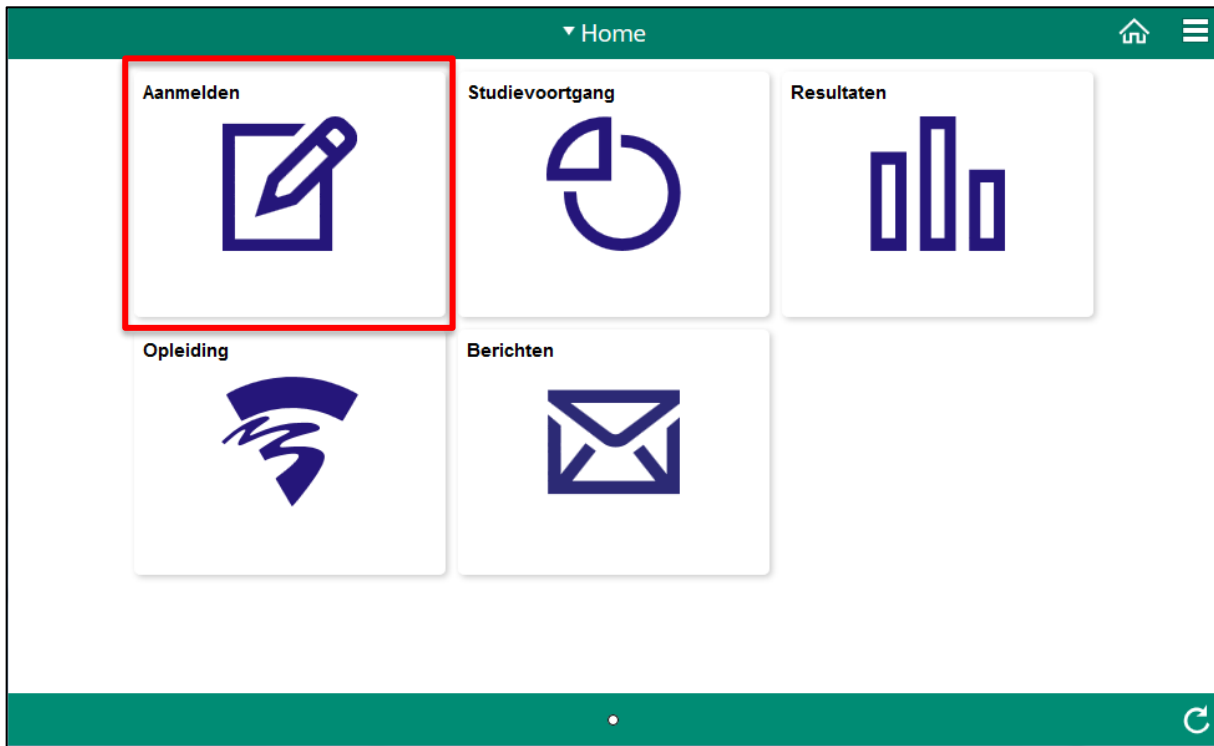 Home
Aanmelden
Studievoortgang
Resultaten
Opleiding
Berichten